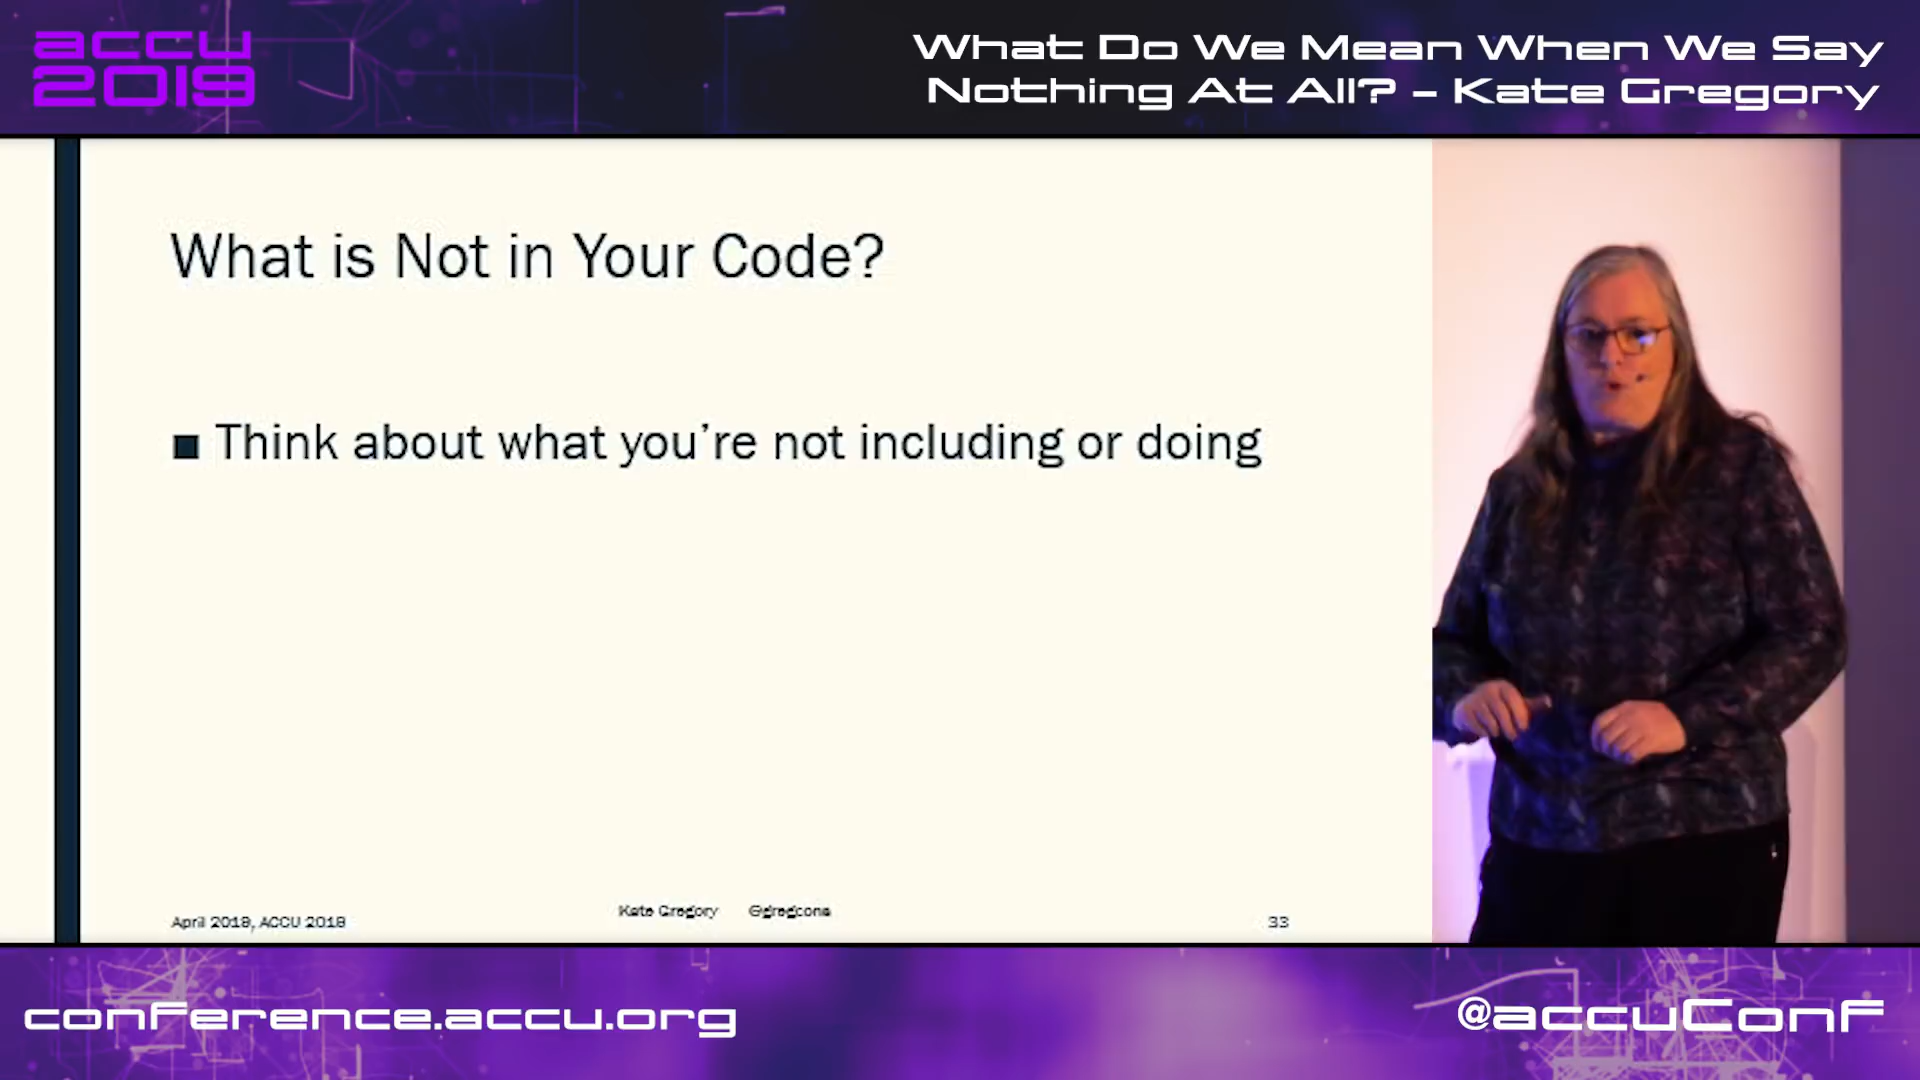 accu
2019
What Do We Mean When We Say
Nothing At All? - Kate Gregory
What is Not in Your Code?
■ Think about what you're not including or doing
April 2019, ACCU 2019
Kate Gregory @gregcons
33
conference.accu.org
@accuConf